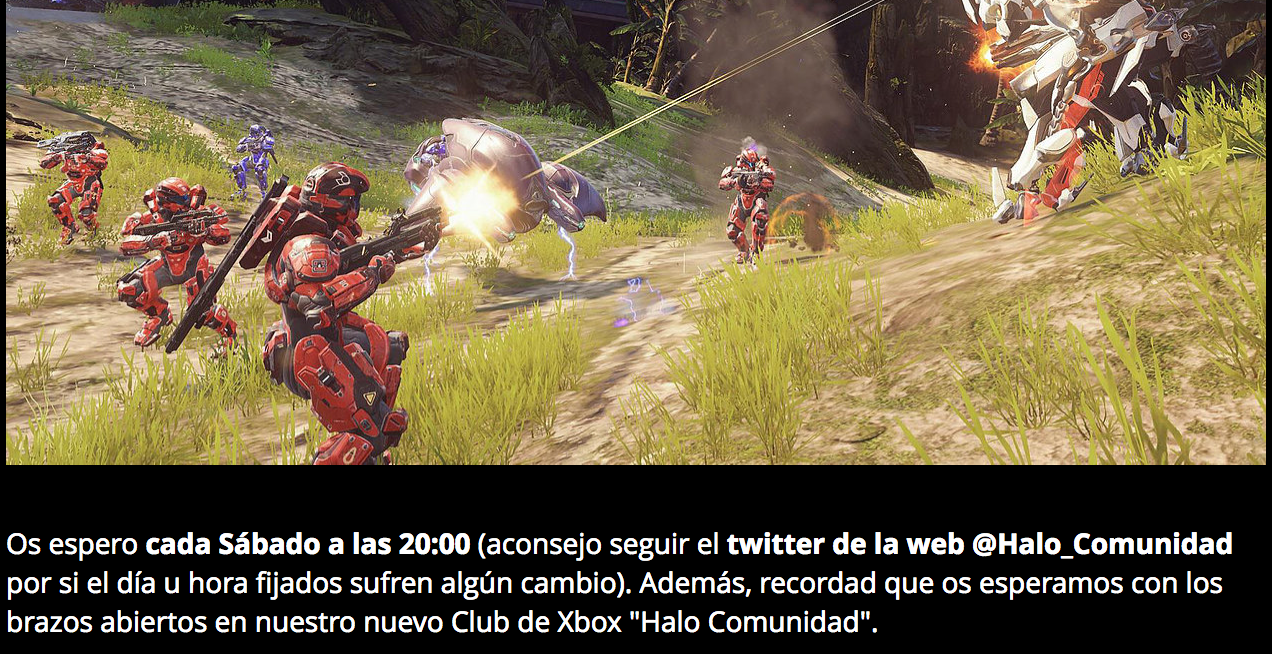 Os espero cada Sábado a las 20:00 (aconsejo seguir el twitter de la web @Halo_Comunidad
por si el día u hora fijados sufren algún cambio). Además, recordad que os esperamos con los
brazos abiertos en nuestro nuevo Club de Xbox "Halo Comunidad".